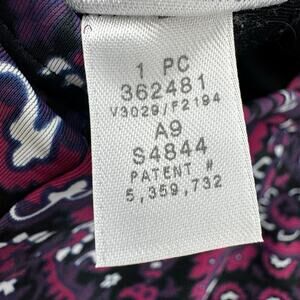 1 PC
362481
V3029/F2194
A9
S4844
PATENT #
5,359,732